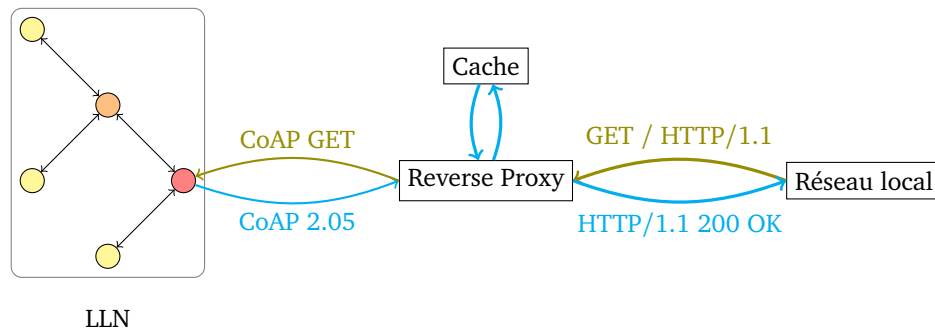 Cache
CoAP GET
GET / HTTP/1.1
Reverse Proxy
Réseau local
CoAP 2.05
HTTP/1.1 200 OK
LLN